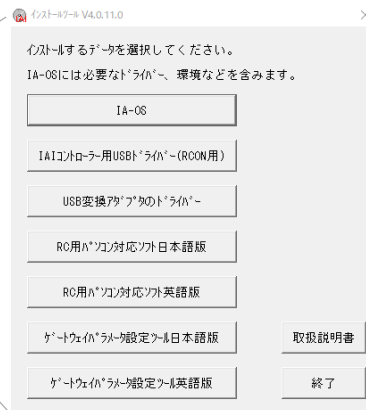 インストールツール V4.0.11.0
インストールするデータを選択してください。
IA-OSには必要なドライバー、環境などを含みます。
IA-OS
IAIコントローラー用USBドライバー(RCON用)
USB変換アダプタのドライバー
RC用パソコン対応ソフト日本語版
RC用パソコン対応ソフト英語版
ゲートウェイパラメータ設定ツール日本語版
取扱説明書
ゲートウェイパラメータ設定ツール英語版
終了